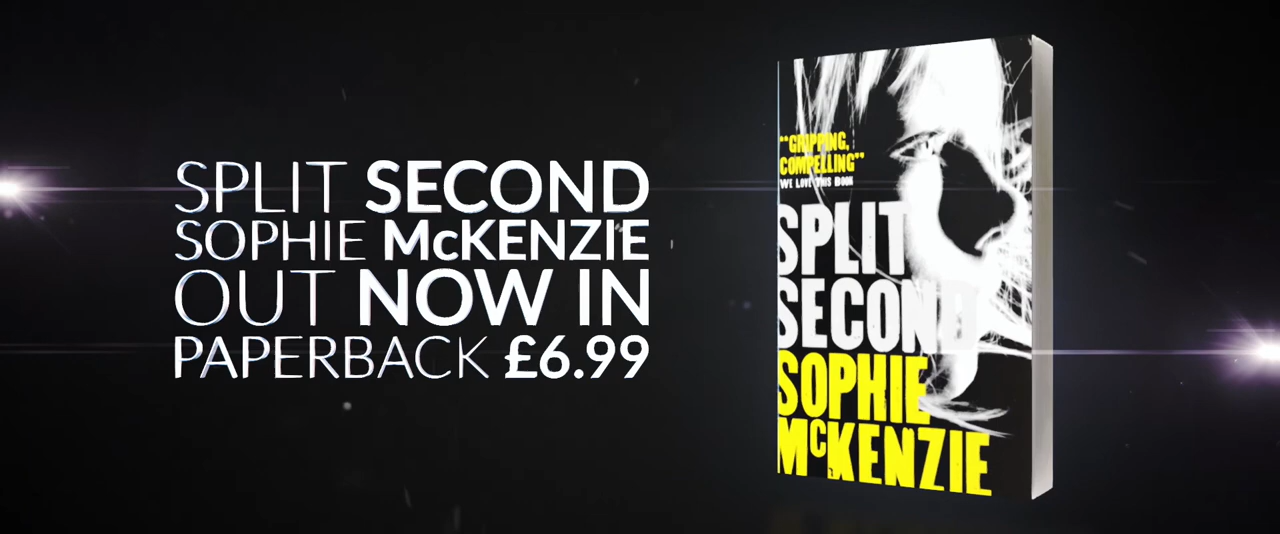 SPLIT SECOND
SOPHIE McKENZIE
OUT NOW IN
PAPERBACK £6.99
"GRIPPING,
COMPELLING"
WE LOVE THIS BOOK
SPLIT
SECOND
SOPHIE
McKENZIE